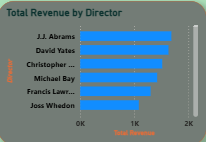 Total Revenue by Director
Director
J.J. Abrams
David Yates
Christopher ...
Michael Bay
Francis Lawr...
Joss Whedon
0K
1K
2K
Total Revenue